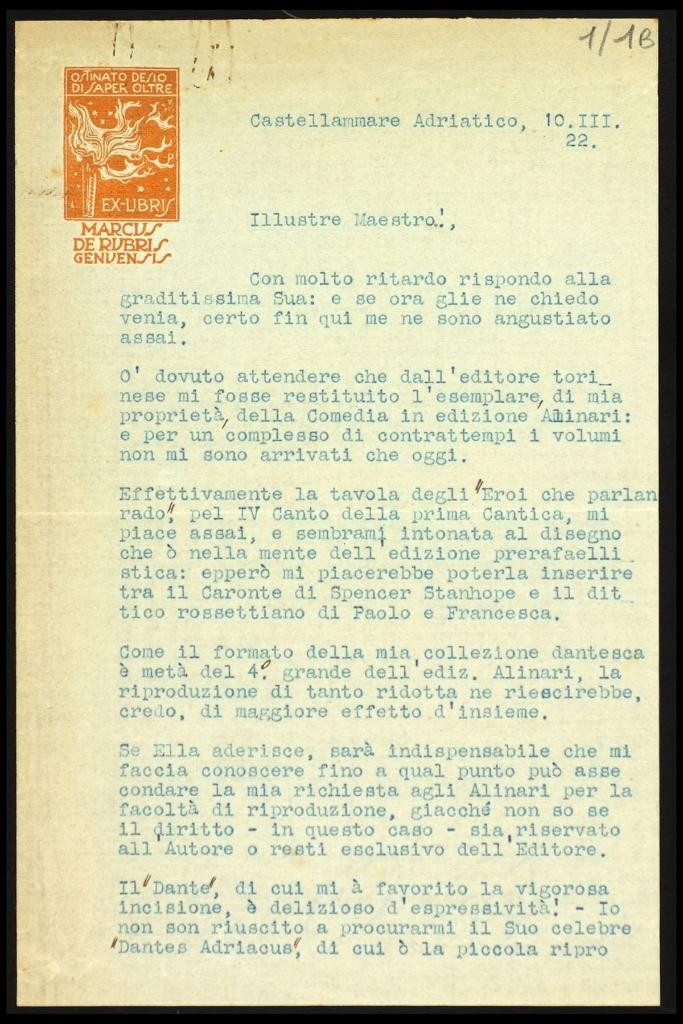 1/1B
OSTINATO DESIO
DI SAPER OLTRE
EX-LIBRIS
MARCUS
DE RVBRIS
GENVENSIS
Castellammare Adriatico, 10.III.
22.
Illustre Maestro!,
Con molto ritardo rispondo alla
graditissima Sua: e se ora glie ne chiedo
venia, certo fin qui me ne sono angustiato
assai.
O' dovuto attendere che dall'editore tori_
nese mi fosse restituito l'esemplare, di mia
proprietà, della Comedia in edizione Alinari:
e per un complesso di contrattempi i volumi
non mi sono arrivati che oggi.
Effettivamente la tavola degli "Eroi che parlan
rado", pel IV Canto della prima Cantica, mi
piace assai, e sembrami intonata al disegno
che ò nella mente dell'edizione prerafaelli_
stica: epperò mi piacerebbe poterla inserire
tra il Caronte di Spencer Stanhope e il dit_
tico rossettiano di Paolo e Francesca.
Come il formato della mia collezione dantesca
è metà del 4º grande dell'ediz. Alinari, la
riproduzione di tanto ridotta ne riescirebbe,
credo, di maggiore effetto d'insieme.
Se Ella aderisce, sarà indispensabile che mi
faccia conoscere fino a qual punto può asse
condare la mia richiesta agli Alinari per la
facoltà di riproduzione, giacché non so se
il diritto - in questo caso - sia riservato
all'Autore o resti esclusivo dell'Editore.
Il "Dante", di cui mi à favorito la vigorosa
incisione, è delizioso d'espressività! - Io
non son riuscito a procurarmi il Suo celebre
"Dantes Adriacus", di cui ò la piccola ripro